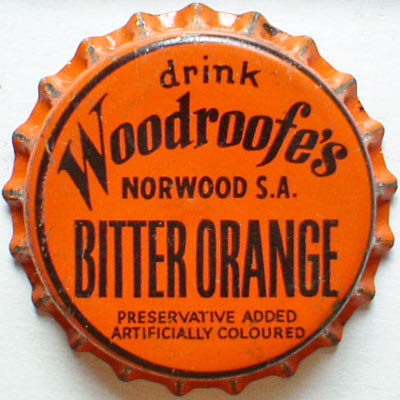 drink
Woodroofe's
NORWOOD S.A.
BITTER ORANGE
PRESERVATIVE ADDED
ARTIFICIALLY COLOURED